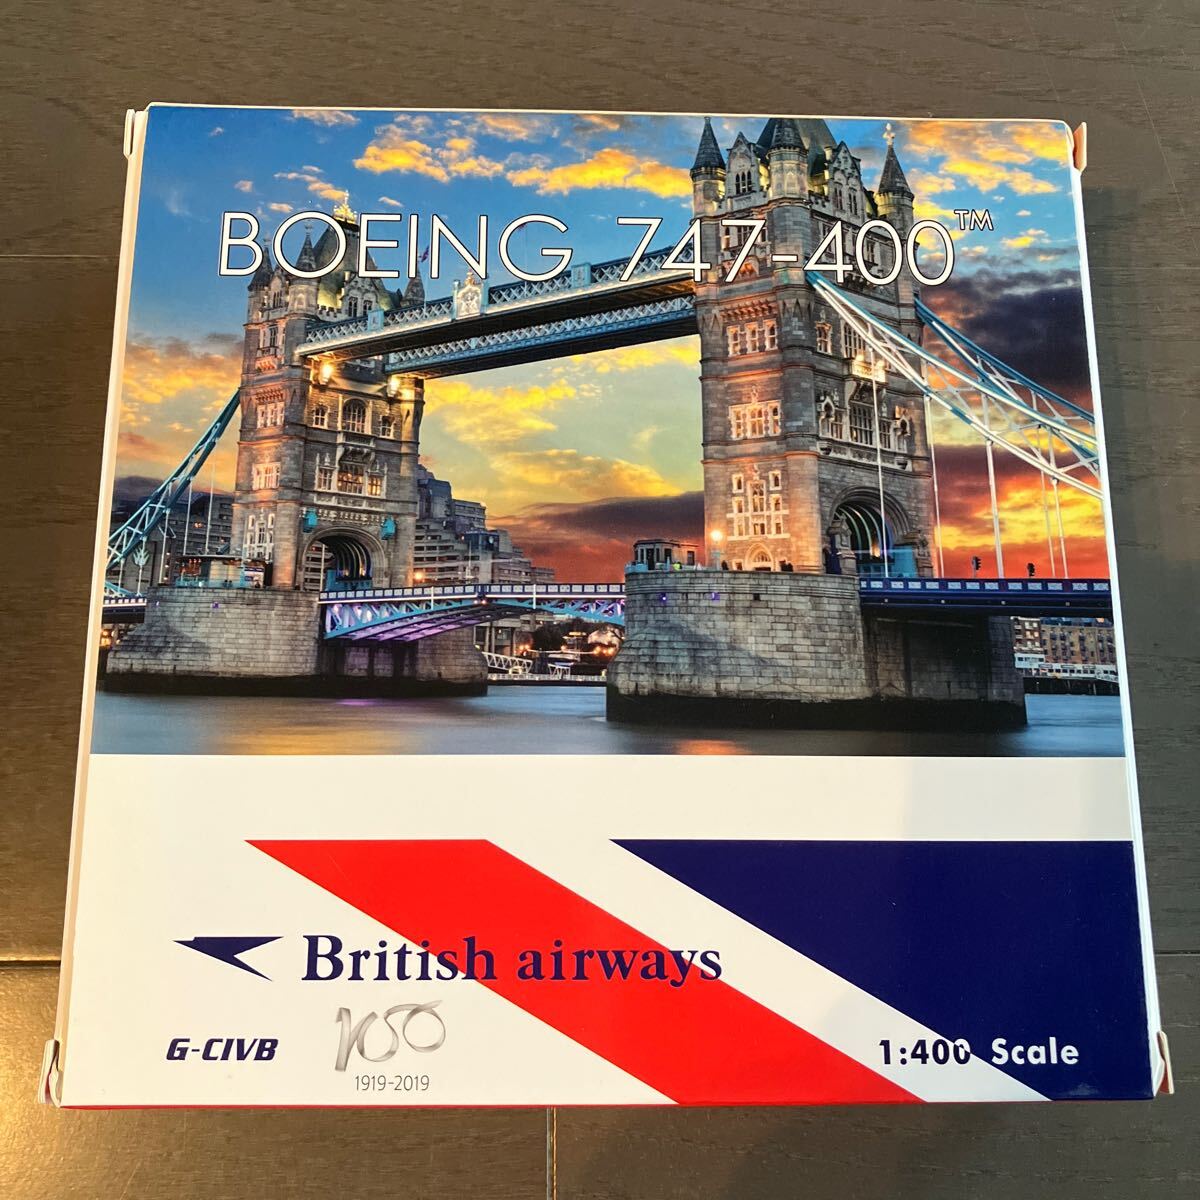 BOEING 747-400™
British airways
G-CIVB
100
1919-2019
1:400 Scale